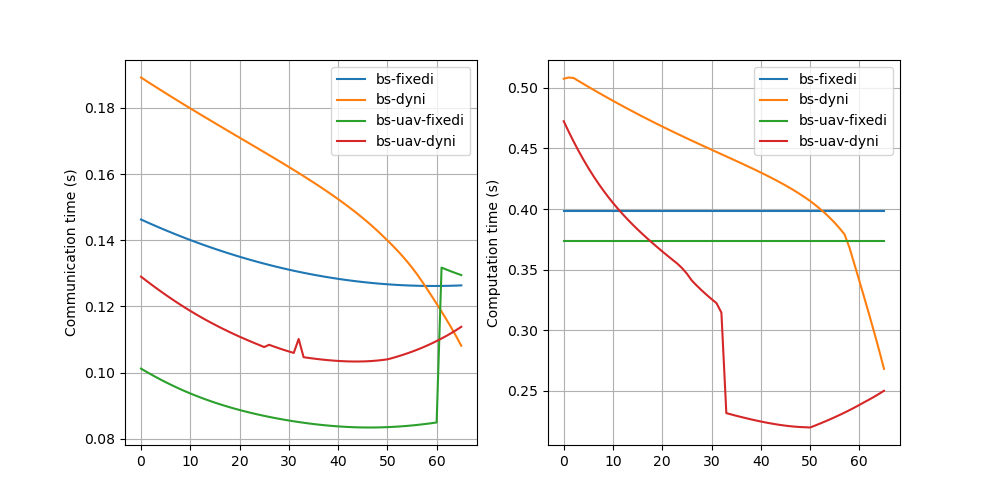 Communication time (s)
0.18
0.16
0.14
0.12
0.10
0.08
0
10
20
30
40
50
60
bs-fixedi
bs-dyni
bs-uav-fixedi
bs-uav-dyni
Computation time (s)
0.50
0.45
0.40
0.35
0.30
0.25
0
10
20
30
40
50
60
bs-fixedi
bs-dyni
bs-uav-fixedi
bs-uav-dyni